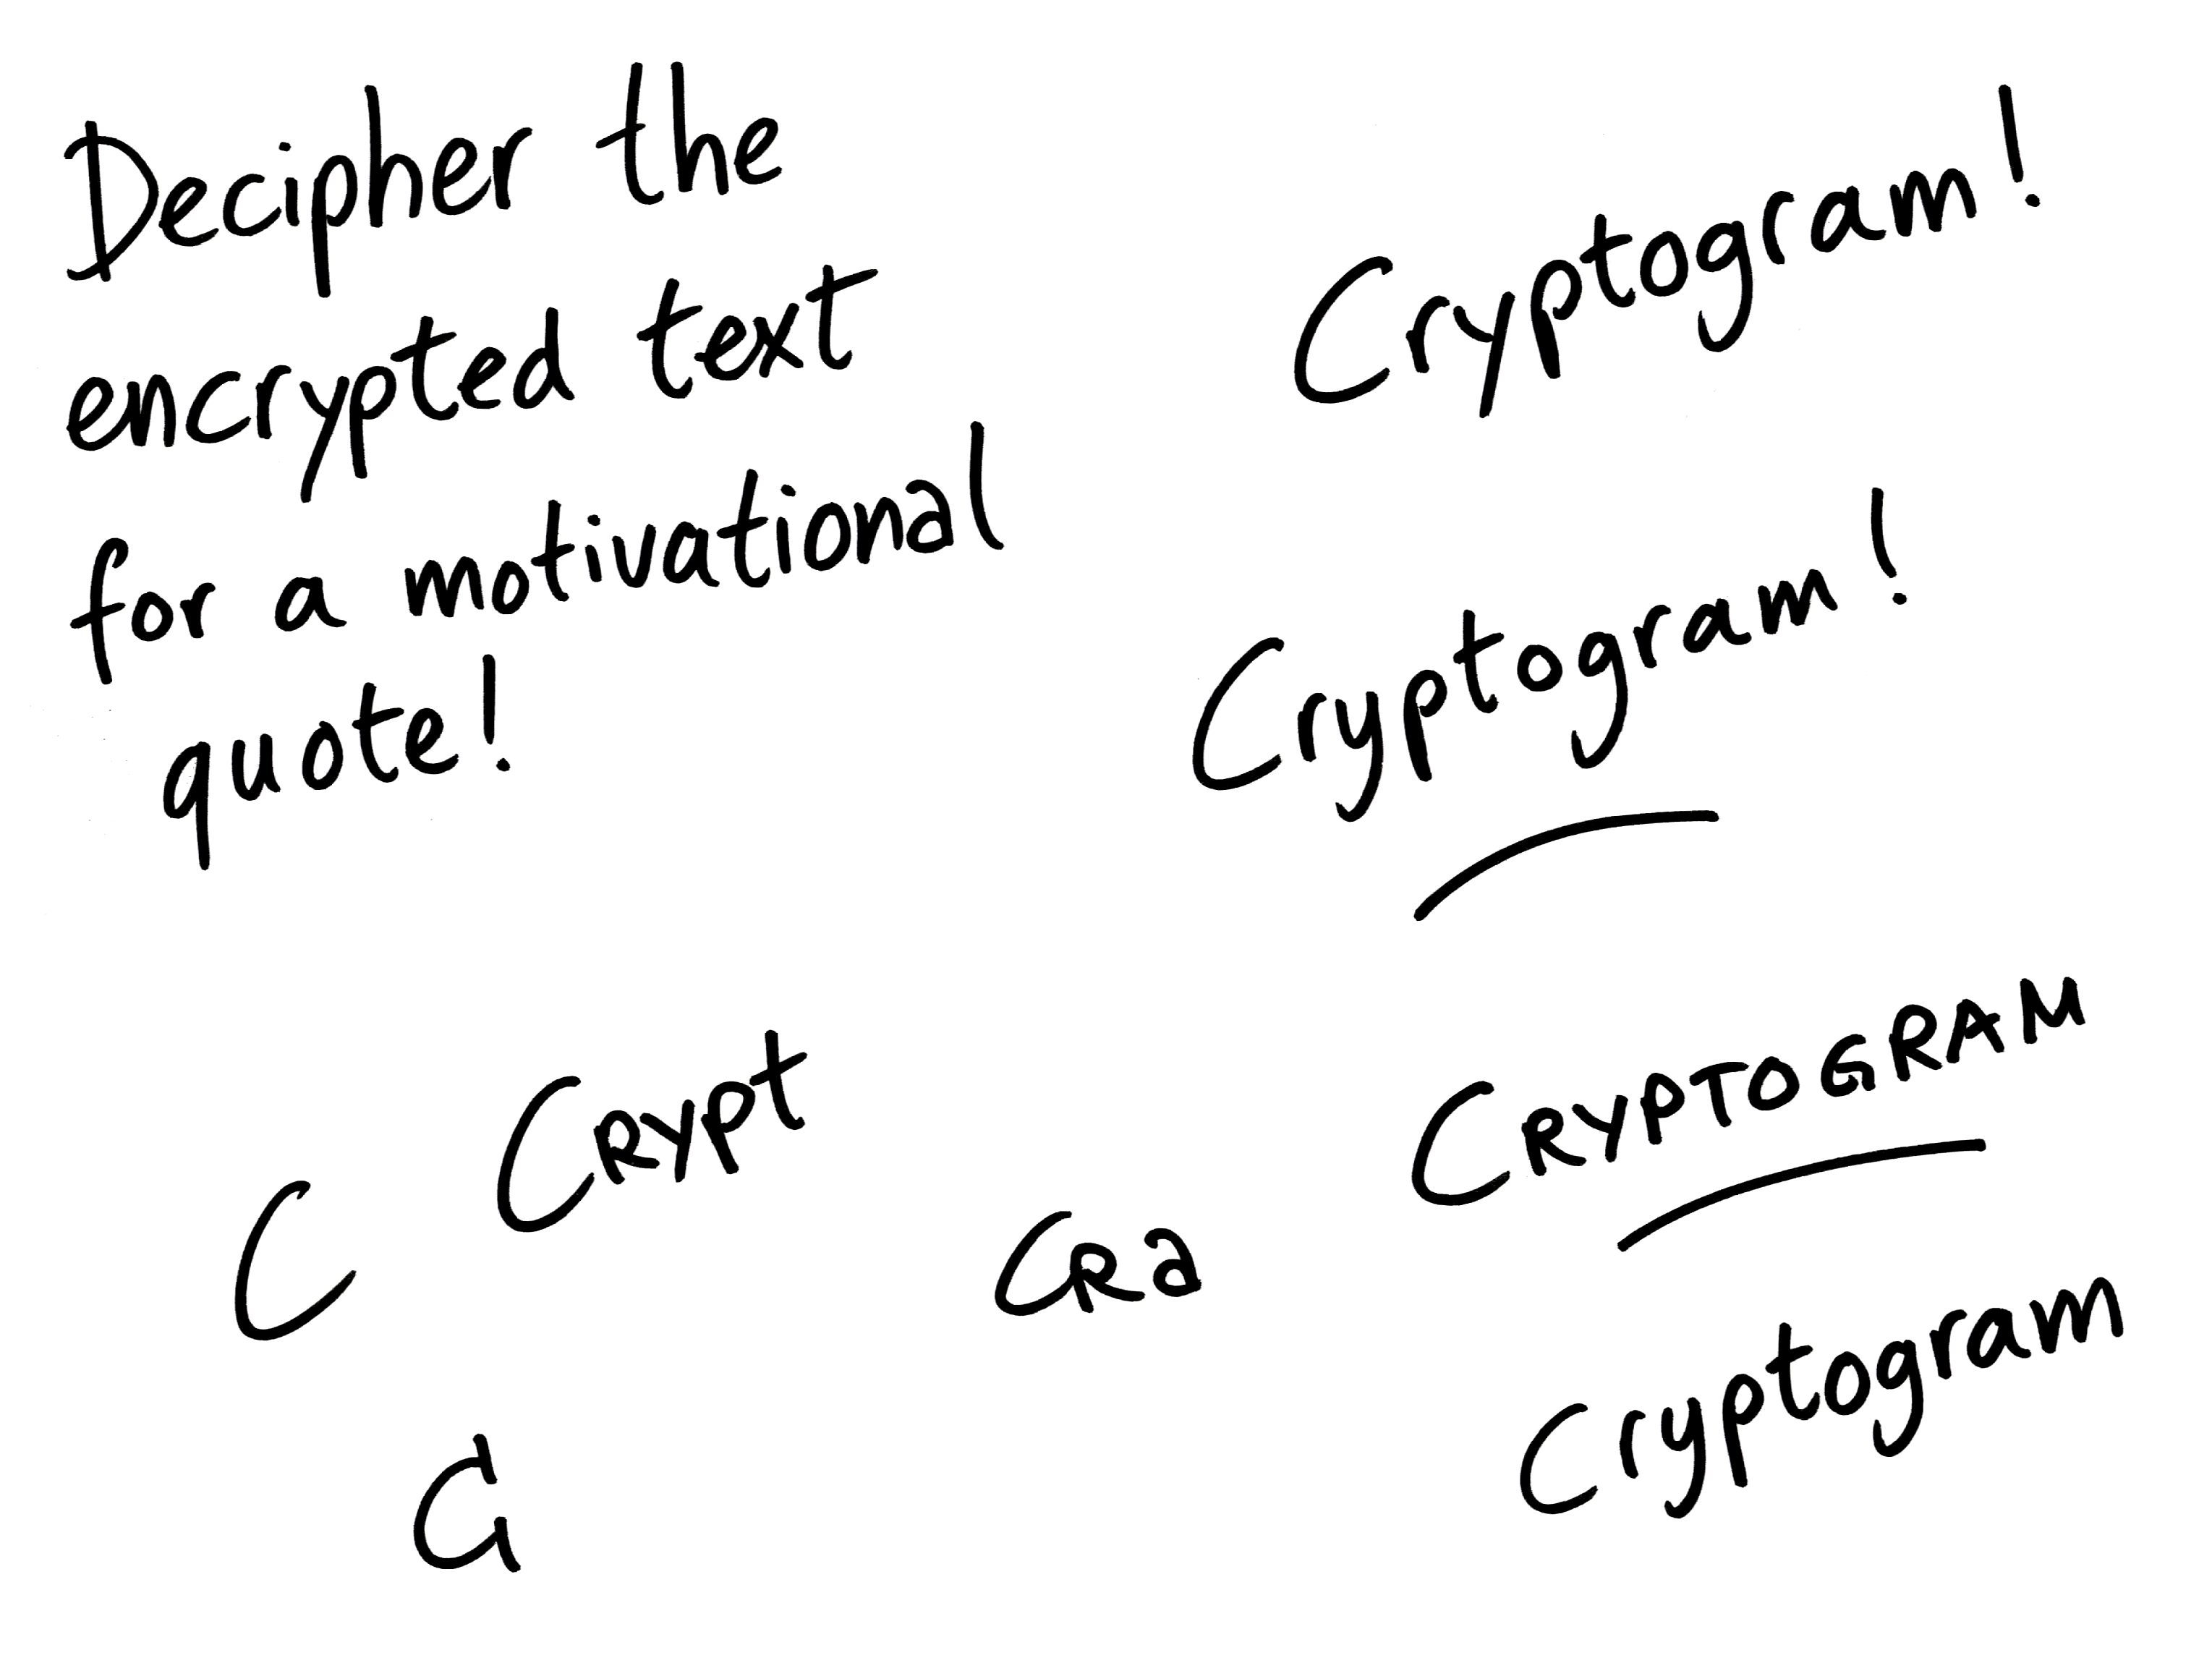 Decipher the
encrypted text
for a motivational
quote!
Cryptogram!
Cryptogram!
C
CRYPt
CRa
G
CRYPTOGRAM
Cryptogram